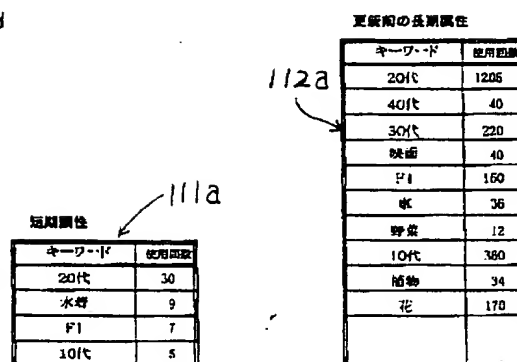 更新前の長期属性
キーワード 使用回数
20代 1205
40代 40
30代 220
映画 40
F1 150
12
10代 380
植物 34
花 170
112a
111a
短期属性
キーワード 使用回数
20代 30
水着 9
F1 7
10代 5
野菜
36